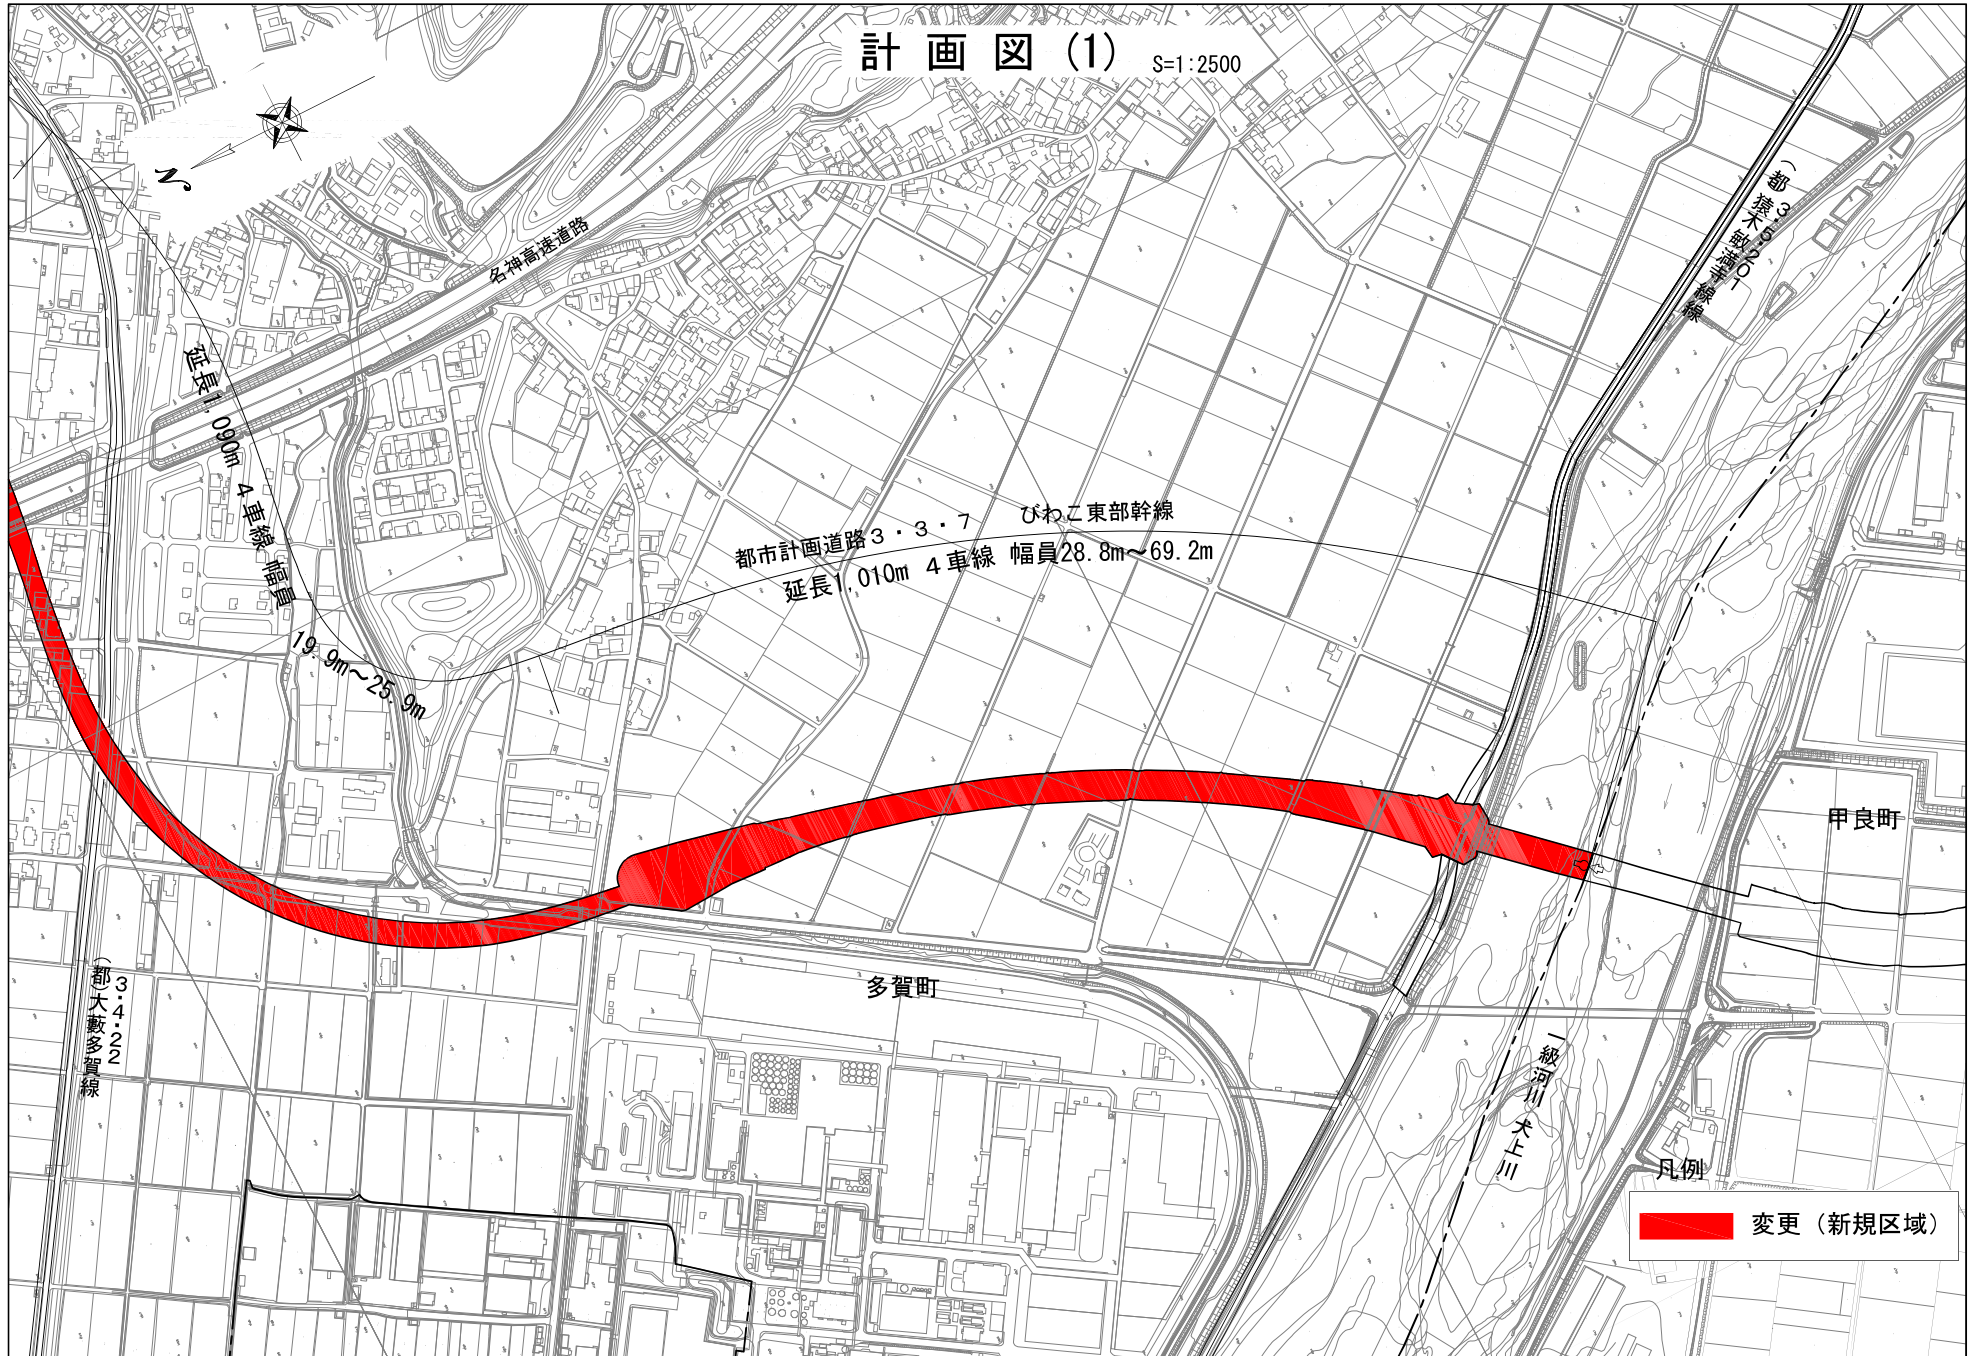 計画図(1) S=1:2500
N
名神高速道路
(都)3・5・201
猿木敏満寺線
延長1,090m 4車線 幅員
19.9m~25.9m
都市計画道路3・3・7 びわこ東部幹線
延長1,010m 4車線 幅員28.8m~69.2m
甲良町
多賀町
3・4・22
(都)大藪多賀線
一級河川 犬上川
凡例
変更(新規区域)